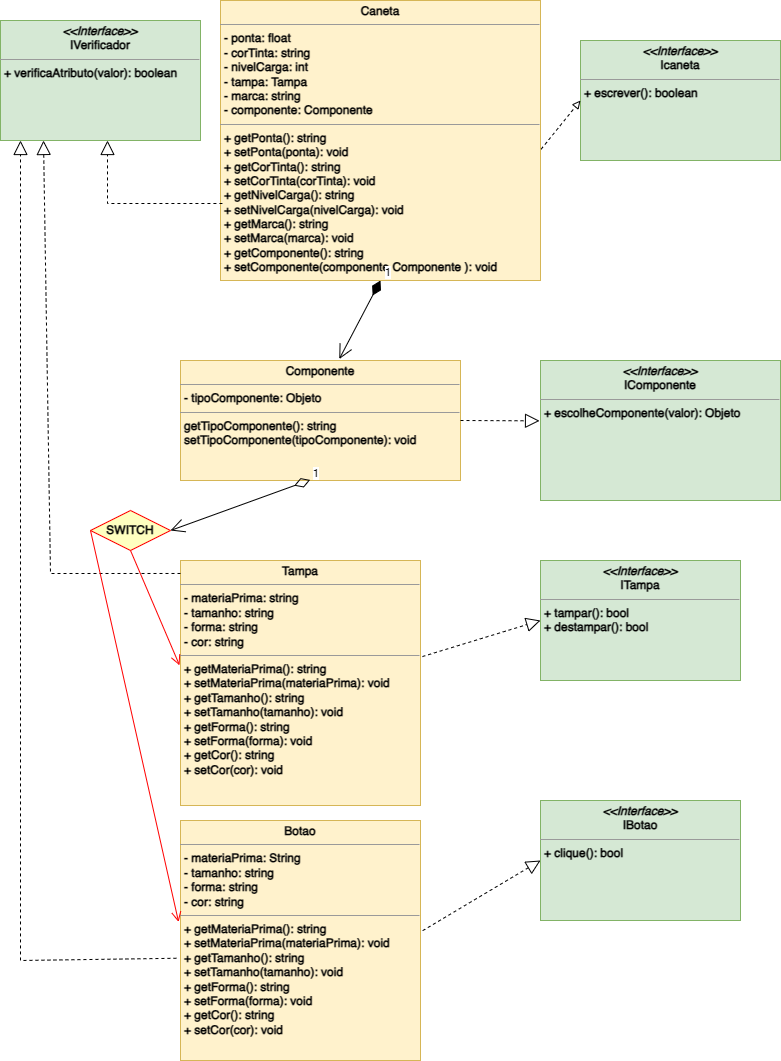 Caneta
- ponta: float
- corTinta: string
- nivelCarga: int
- tampa: Tampa
- marca: string
- componente: Componente
+ getPonta(): string
+ setPonta(ponta): void
+ getCorTinta(): string
+ setCorTinta(corTinta): void
+ getNivelCarga(): string
+ setNivelCarga(nivelCarga): void
+ getMarca(): string
+ setMarca(marca): void
+ getComponente(): string
+ setComponente(componente Componente ): void
1
<<Interface>>
IVerificador
+ verificaAtributo(valor): boolean
<<Interface>>
Icaneta
+ escrever(): boolean
Componente
- tipoComponente: Objeto
getTipoComponente(): string
setTipoComponente(tipoComponente): void
1
<<Interface>>
IComponente
+ escolheComponente(valor): Objeto
SWITCH
Tampa
- materiaPrima: string
- tamanho: string
- forma: string
- cor: string
+ getMateriaPrima(): string
+ setMateriaPrima(materiaPrima): void
+ getTamanho(): string
+ setTamanho(tamanho): void
+ getForma(): string
+ setForma(forma): void
+ getCor(): string
+ setCor(cor): void
<<Interface>>
ITampa
+ tampar(): bool
+ destampar(): bool
Botao
- materiaPrima: String
- tamanho: string
- forma: string
- cor: string
+ getMateriaPrima(): string
+ setMateriaPrima(materiaPrima): void
+ getTamanho(): string
+ setTamanho(tamanho): void
+ getForma(): string
+ setForma(forma): void
+ getCor(): string
+ setCor(cor): void
<<Interface>>
IBotao
+ clique(): bool